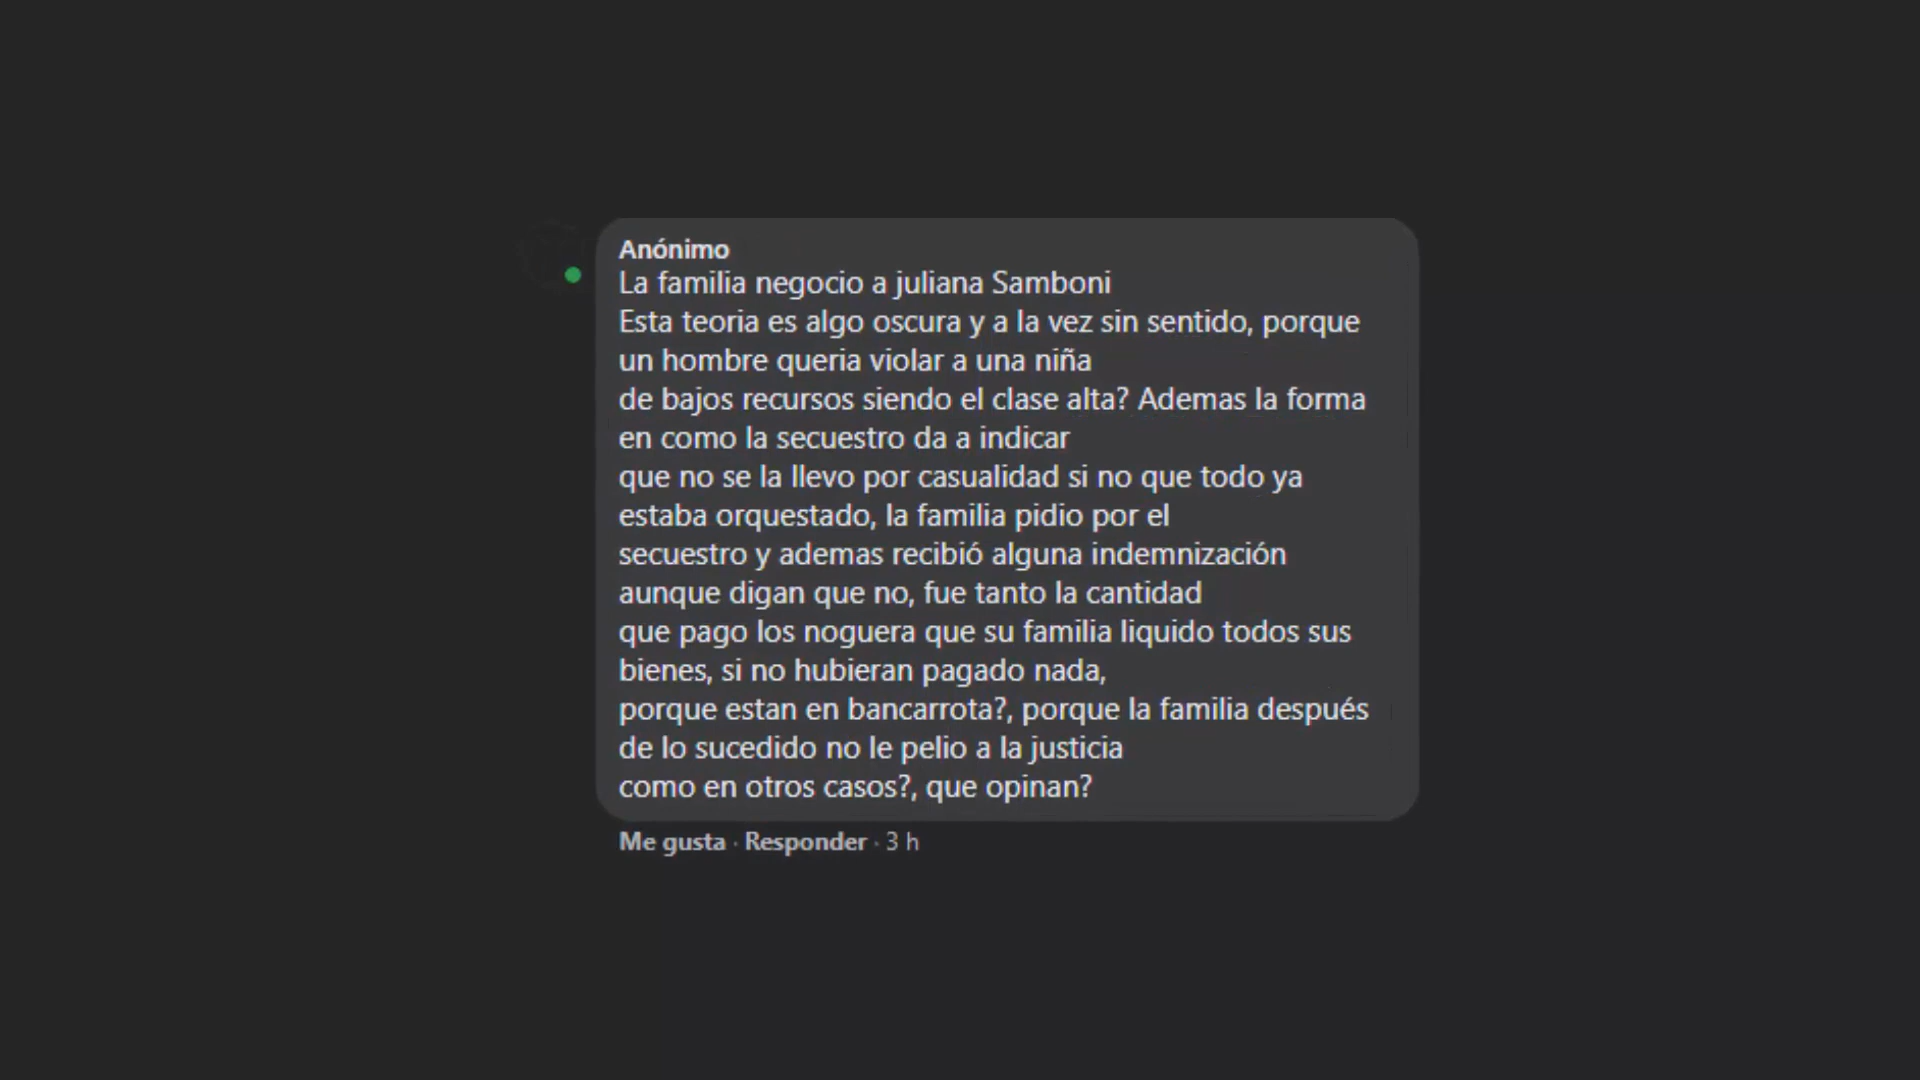 Anónimo
La familia negocio a juliana Samboni
Esta teoria es algo oscura y a la vez sin sentido, porque
un hombre queria violar a una niña
de bajos recursos siendo el clase alta? Ademas la forma
en como la secuestro da a indicar
que no se la llevo por casualidad si no que todo ya
estaba orquestado, la familia pidio por el
secuestro y ademas recibió alguna indemnización
aunque digan que no, fue tanto la cantidad
que pago los noguera que su familia liquido todos sus
bienes, si no hubieran pagado nada,
porque estan en bancarrota?, porque la familia después
de lo sucedido no le pelio a la justicia
como en otros casos?, que opinan?
Me gusta · Responder · 3 h